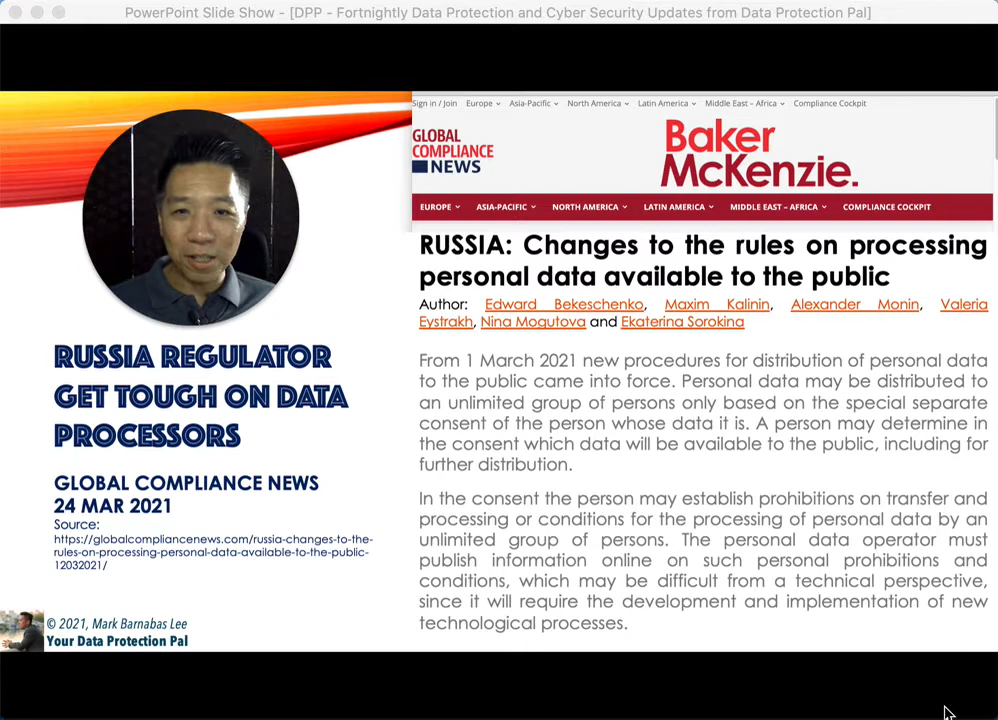 PowerPoint Slide Show - [DPP - Fortnightly Data Protection and Cyber Security Updates from Data Protection Pal]
Sign in / Join Europe Asia-Pacific North America Latin America Middle East – Africa Compliance Cockpit
GLOBAL
COMPLIANCE
NEWS
Baker
McKenzie.
EUROPE ASIA-PACIFIC NORTH AMERICA LATIN AMERICA MIDDLE EAST – AFRICA COMPLIANCE COCKPIT
RUSSIA REGULATOR
GET TOUGH ON DATA
PROCESSORS
GLOBAL COMPLIANCE NEWS
24 MAR 2021
Source:
https://globalcompliancenews.com/russia-changes-to-the-
rules-on-processing-personal-data-available-to-the-public-
12032021/
© 2021, Mark Barnabas Lee
Your Data Protection Pal
RUSSIA: Changes to the rules on processing
personal data available to the public
Author: Edward Bekeschenko, Maxim Kalinin, Alexander Monin, Valeria
Eystrakh, Nina Mogutova and Ekaterina Sorokina
From 1 March 2021 new procedures for distribution of personal data
to the public came into force. Personal data may be distributed to
an unlimited group of persons only based on the special separate
consent of the person whose data it is. A person may determine in
the consent which data will be available to the public, including for
further distribution.
In the consent the person may establish prohibitions on transfer and
processing or conditions for the processing of personal data by an
unlimited group of persons. The personal data operator must
publish information online on such personal prohibitions and
conditions, which may be difficult from a technical perspective,
since it will require the development and implementation of new
technological processes.